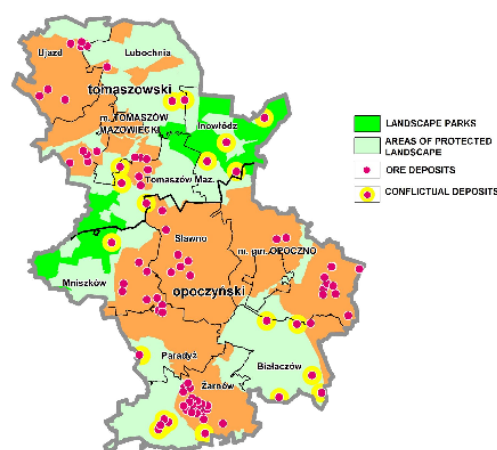 Ujazd
Lubochnia
tomaszowski
m. TOMASZÓW
MAZOWIECKI
Inowłódz
Tomaszów Maz.
Sławno
m. gm. OPOCZNO
Mniszków
opoczyński
Paradyż
Białaczów
Żarnów
LANDSCAPE PARKS
AREAS OF PROTECTED
LANDSCAPE
ORE DEPOSITS
CONFLICTUAL DEPOSITS